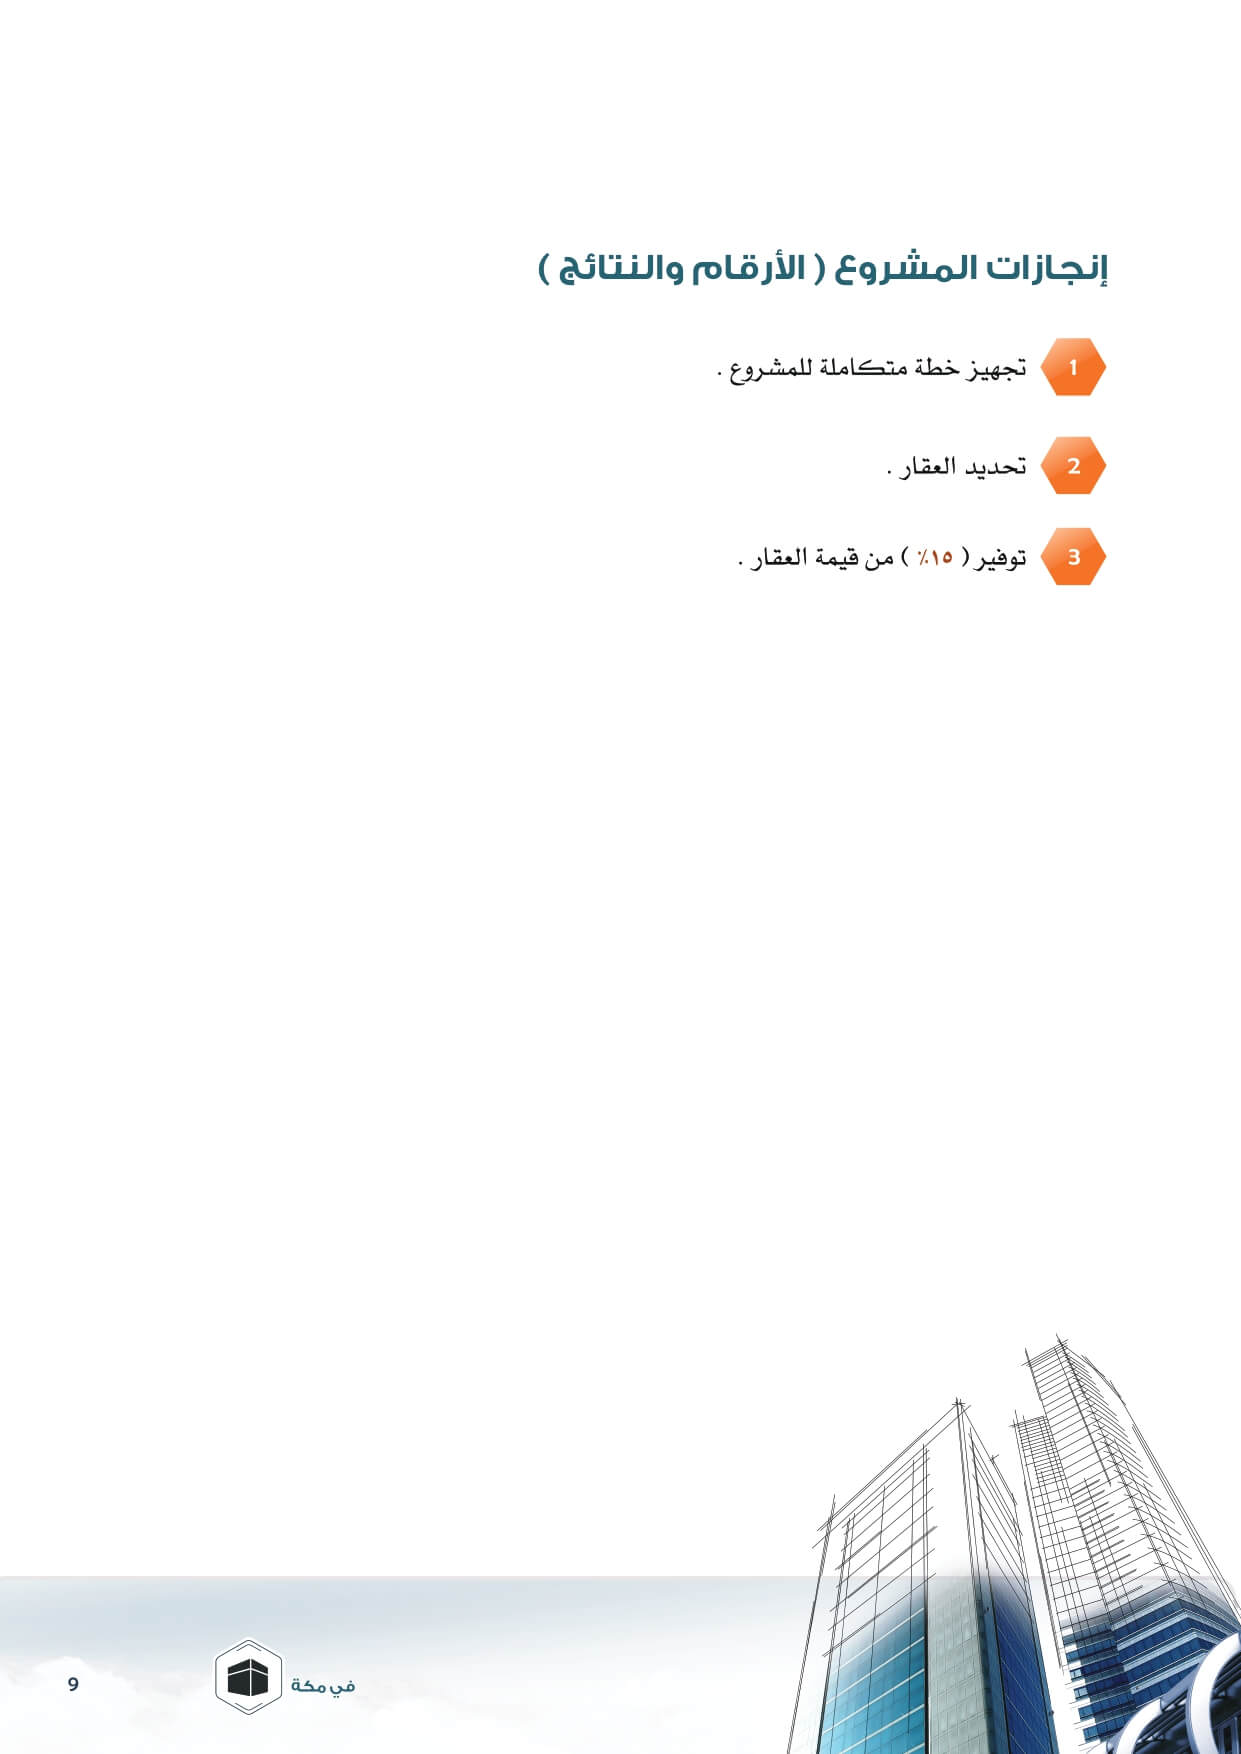 إنجازات المشروع ( الأرقام والنتائج )
1 تجهيز خطة متكاملة للمشروع .
2 تحديد العقار .
3 توفير ( ١٥٪ ) من قيمة العقار .
في مكة
9